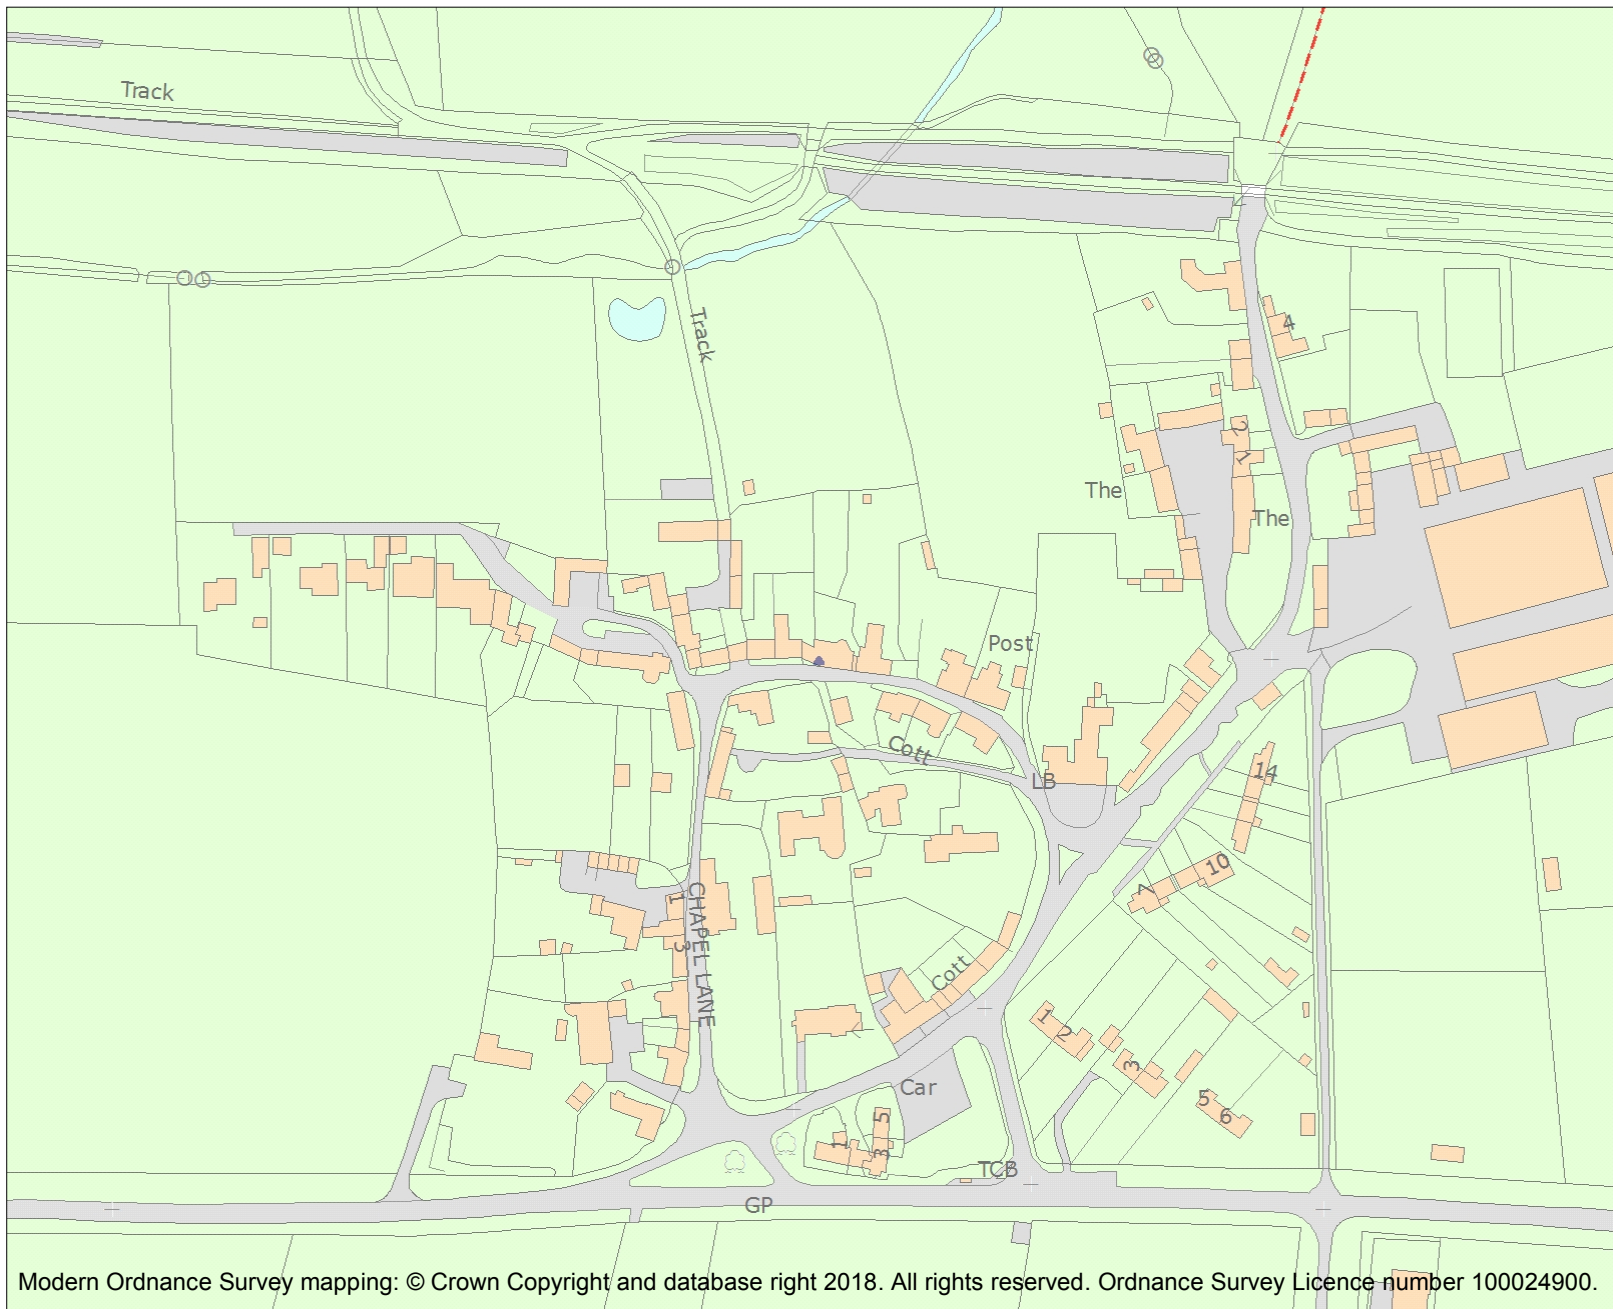 Track
Track
4
2
1
The
The
Post
Cott
LB
14
10
7
1
CHAPEL LANE
3
Cott
1
2
3
Car
5
6
5
1
3
TCB
GP
Modern Ordnance Survey mapping: © Crown Copyright and database right 2018. All rights reserved. Ordnance Survey Licence number 100024900.